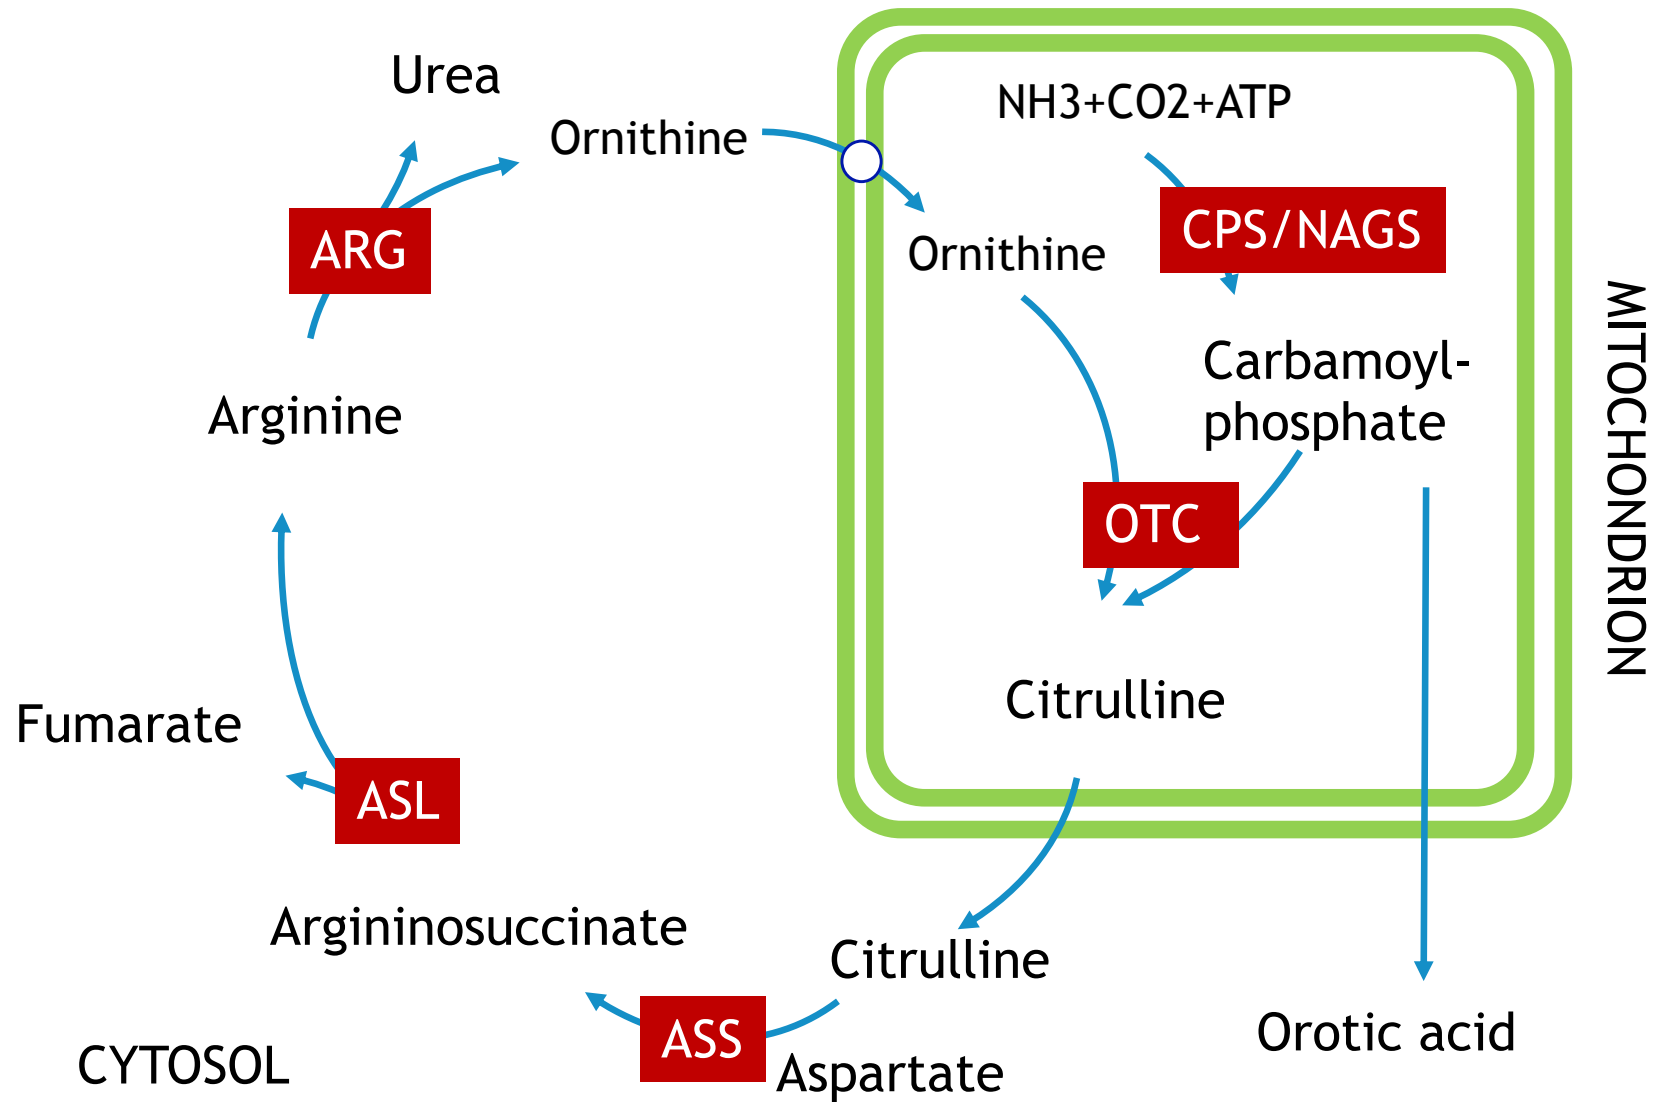 Urea
NH3+CO2+ATP
Ornithine
CPS/NAGS
ARG
Ornithine
MITOCHONDRION
Carbamoyl-
phosphate
Arginine
OTC
Citrulline
Fumarate
ASL
Argininosuccinate
Citrulline
Orotic acid
ASS
CYTOSOL
Aspartate